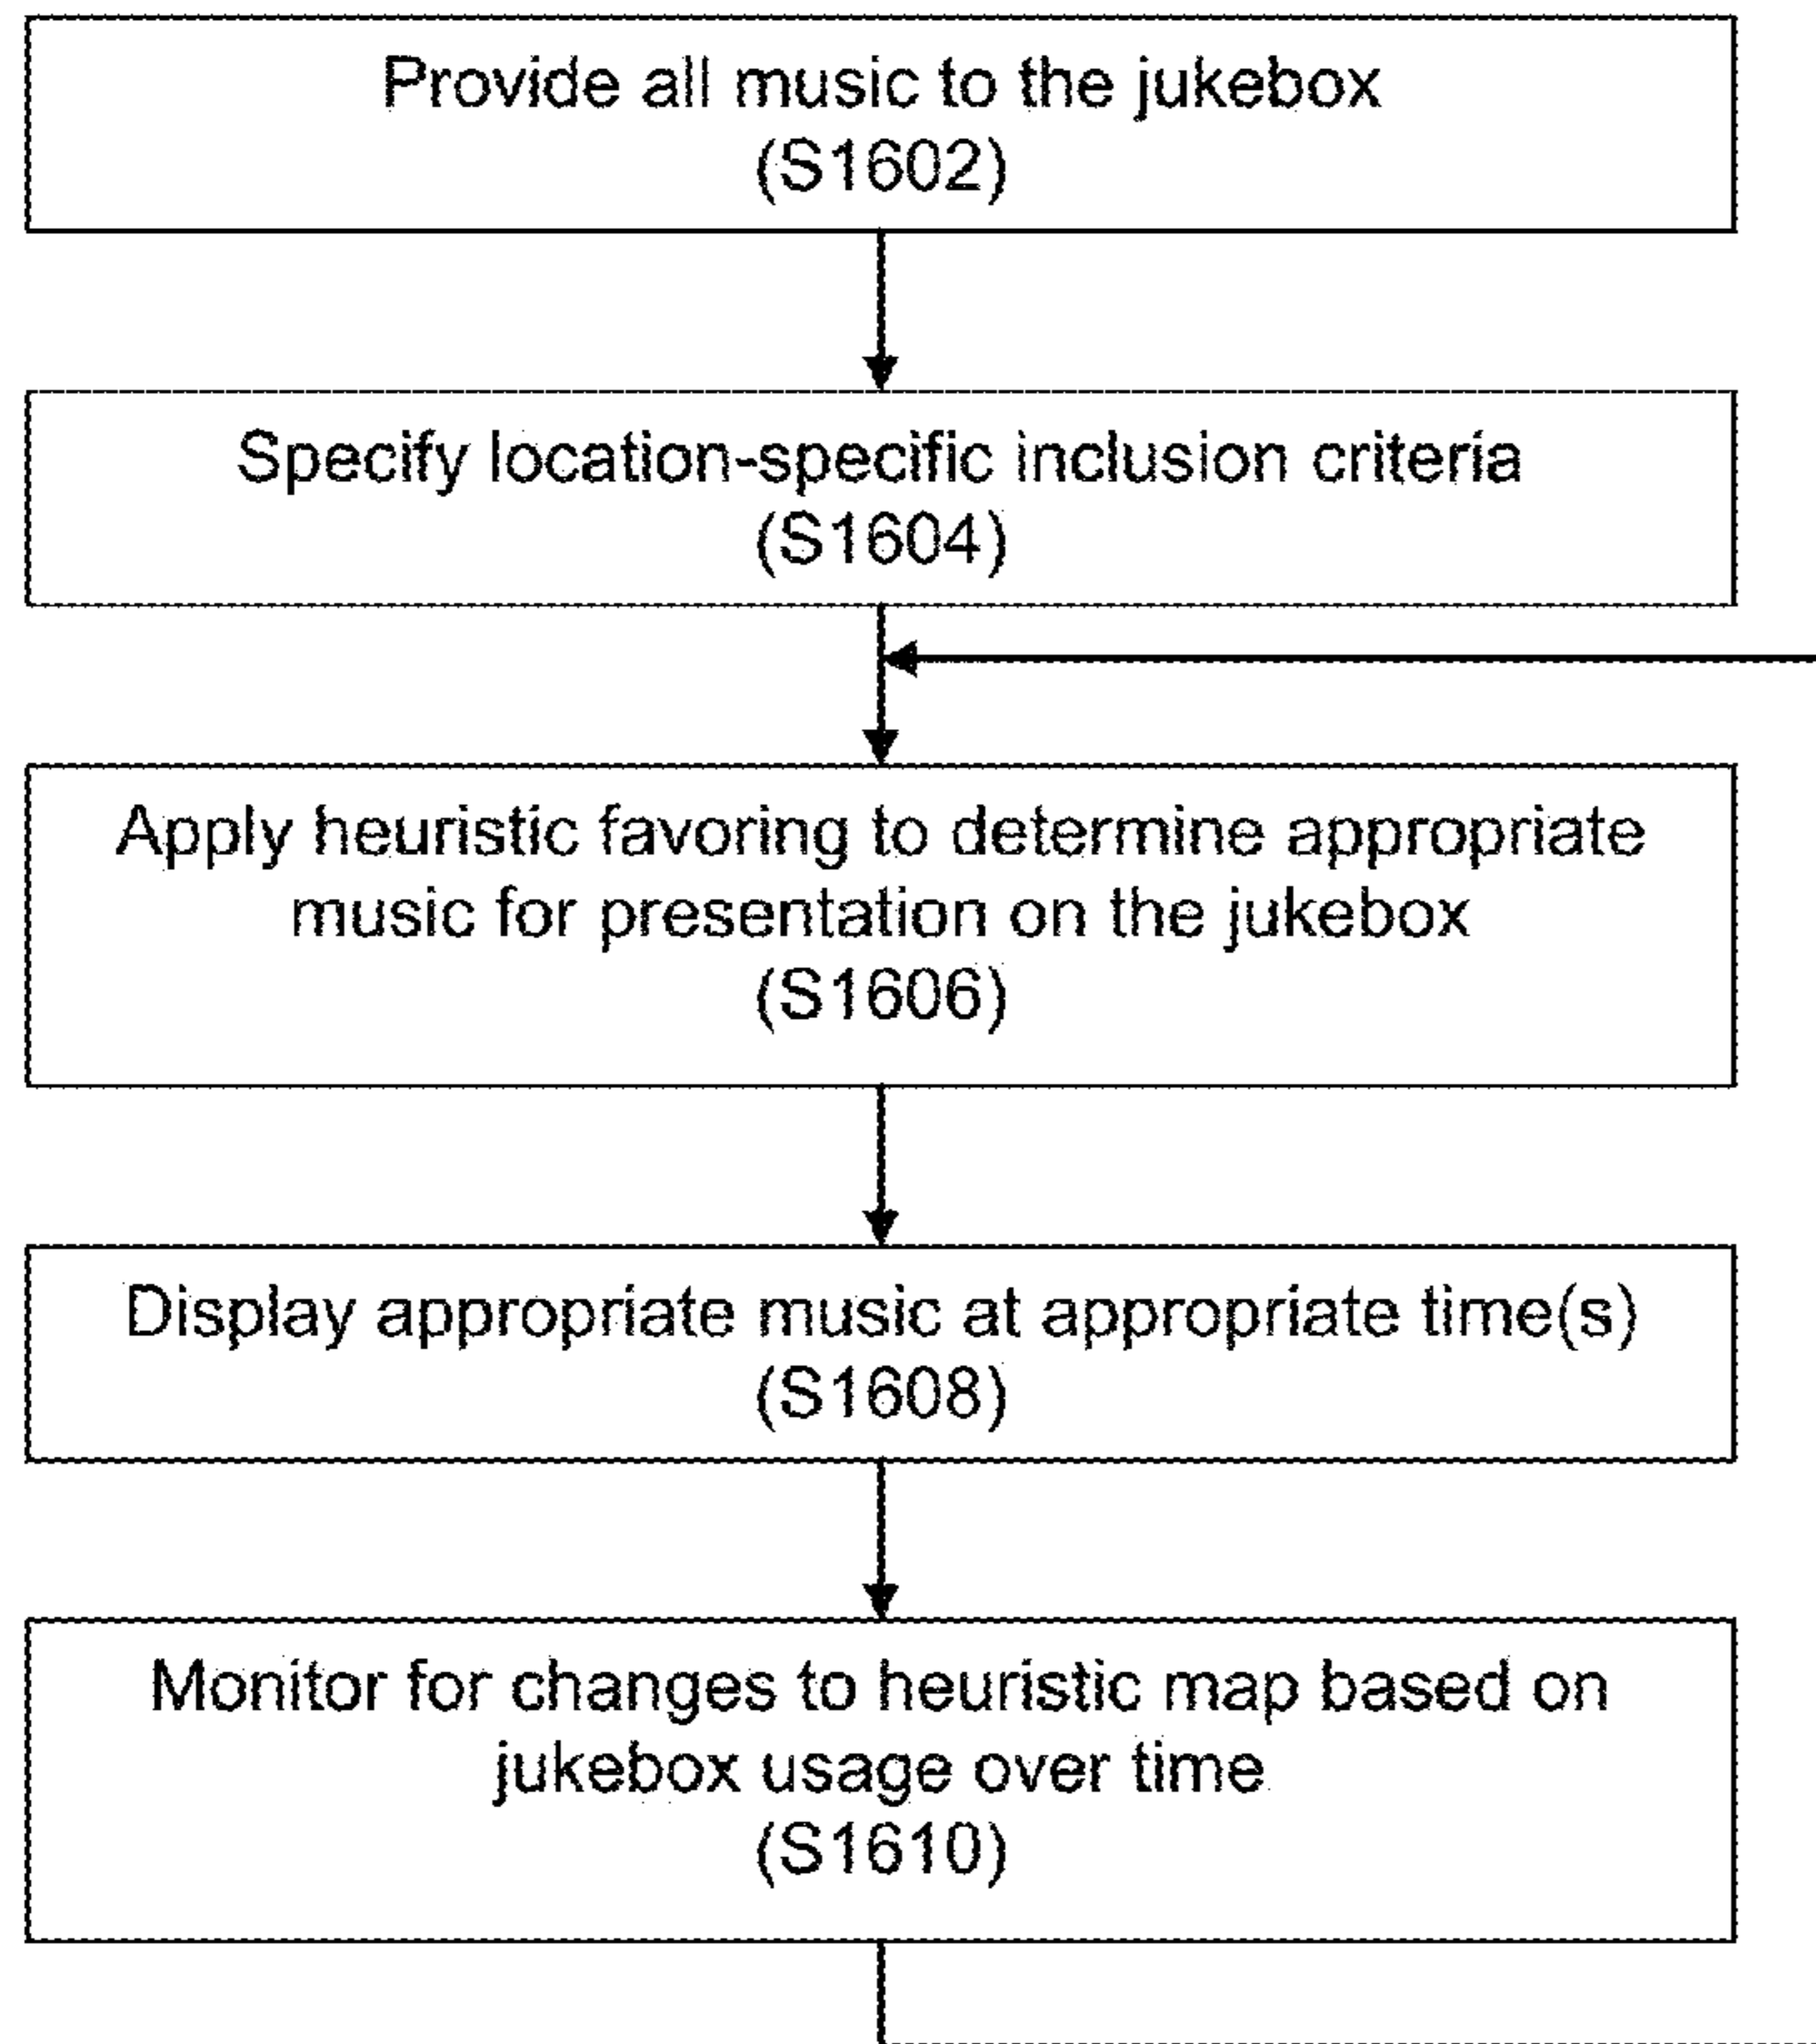 Provide all music to the jukebox
(S1602)
Specify location-specific inclusion criteria
(S1604)
Apply heuristic favoring to determine appropriate
music for presentation on the jukebox
(S1606)
Display appropriate music at appropriate time(s)
(S1608)
Monitor for changes to heuristic map based on
jukebox usage over time
(S1610)